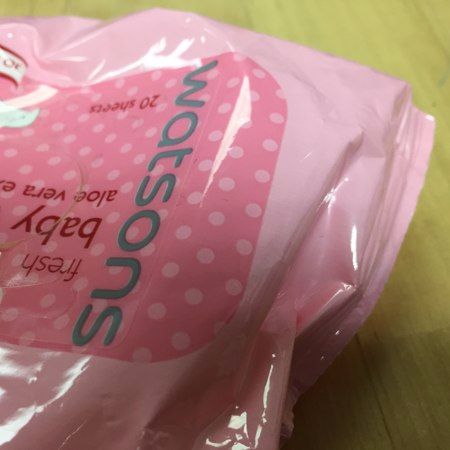 watsons
fresh
baby
aloe vera
20 sheets